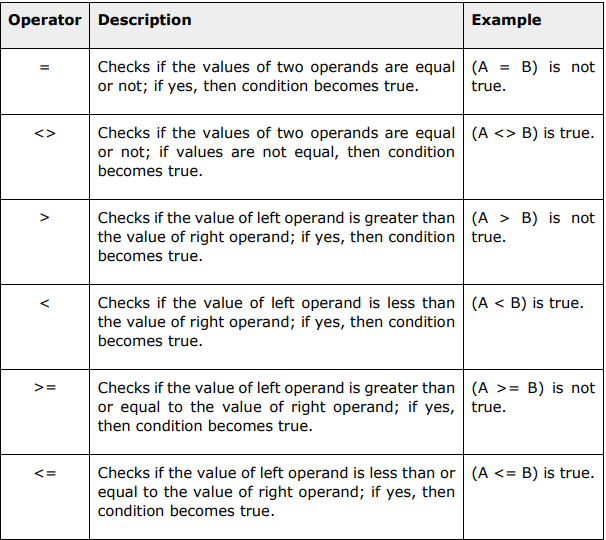 Operator Description Example
= Checks if the values of two operands are equal (A = B) is not
or not; if yes, then condition becomes true. true.
<> Checks if the values of two operands are equal (A <> B) is true.
or not; if values are not equal, then condition
becomes true.
> Checks if the value of left operand is greater than (A > B) is not
the value of right operand; if yes, then condition true.
becomes true.
< Checks if the value of left operand is less than (A < B) is true.
the value of right operand; if yes, then condition
becomes true.
>= Checks if the value of left operand is greater than (A >= B) is not
or equal to the value of right operand; if yes, true.
then condition becomes true.
<= Checks if the value of left operand is less than or (A <= B) is true.
equal to the value of right operand; if yes, then
condition becomes true.